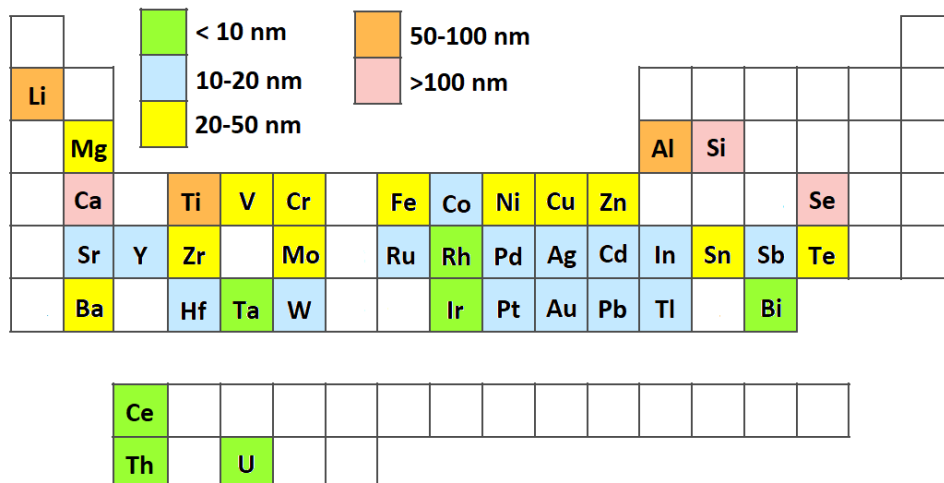 < 10 nm
50-100 nm
10-20 nm
>100 nm
20-50 nm
Li
Mg Al Si
Ca Ti V Cr Fe Co Ni Cu Zn Se
Sr Y Zr Mo Ru Rh Pd Ag Cd In Sn Sb Te
Ba Hf Ta W Ir Pt Au Pb Tl Bi
Ce
Th U